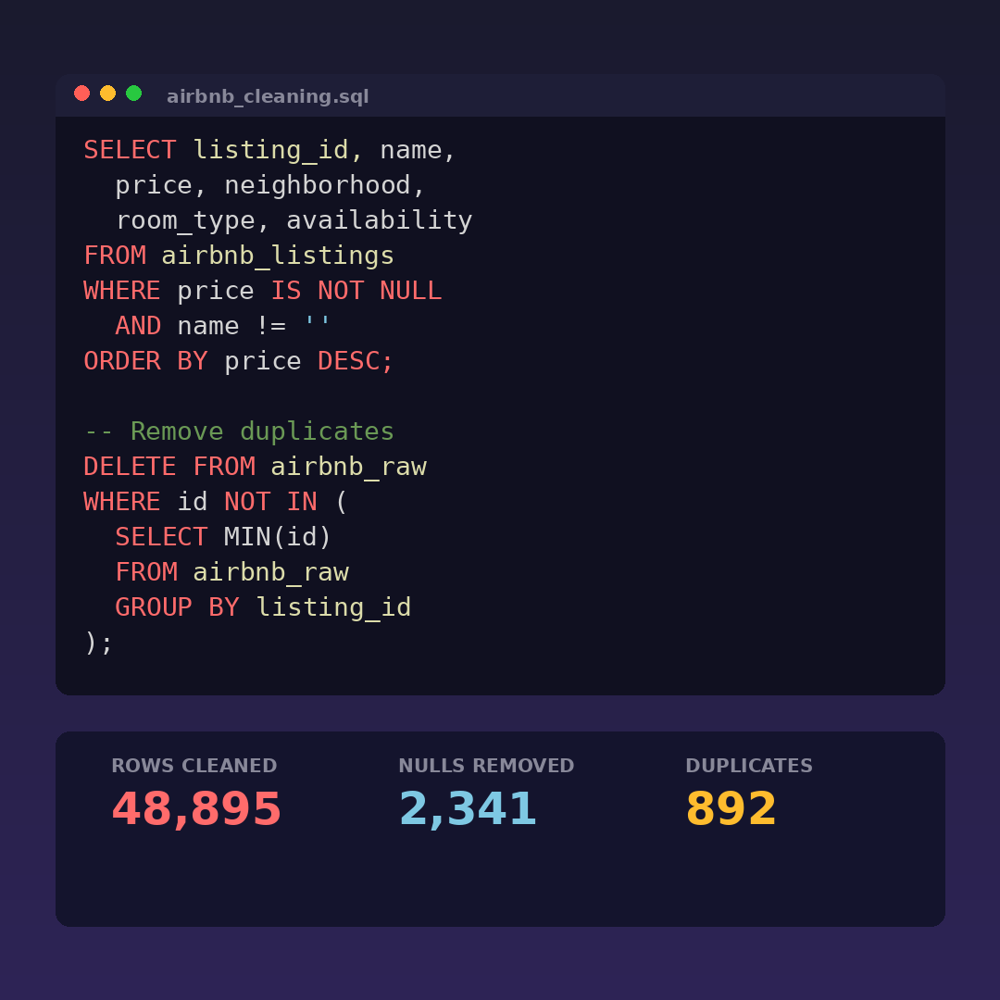 airbnb_cleaning.sql
SELECT listing_id, name,
  price, neighborhood,
  room_type, availability
FROM airbnb_listings
WHERE price IS NOT NULL
  AND name != ''
ORDER BY price DESC;
-- Remove duplicates
DELETE FROM airbnb_raw
WHERE id NOT IN (
  SELECT MIN(id)
  FROM airbnb_raw
  GROUP BY listing_id
);
ROWS CLEANED
48,895
NULLS REMOVED
2,341
DUPLICATES
892